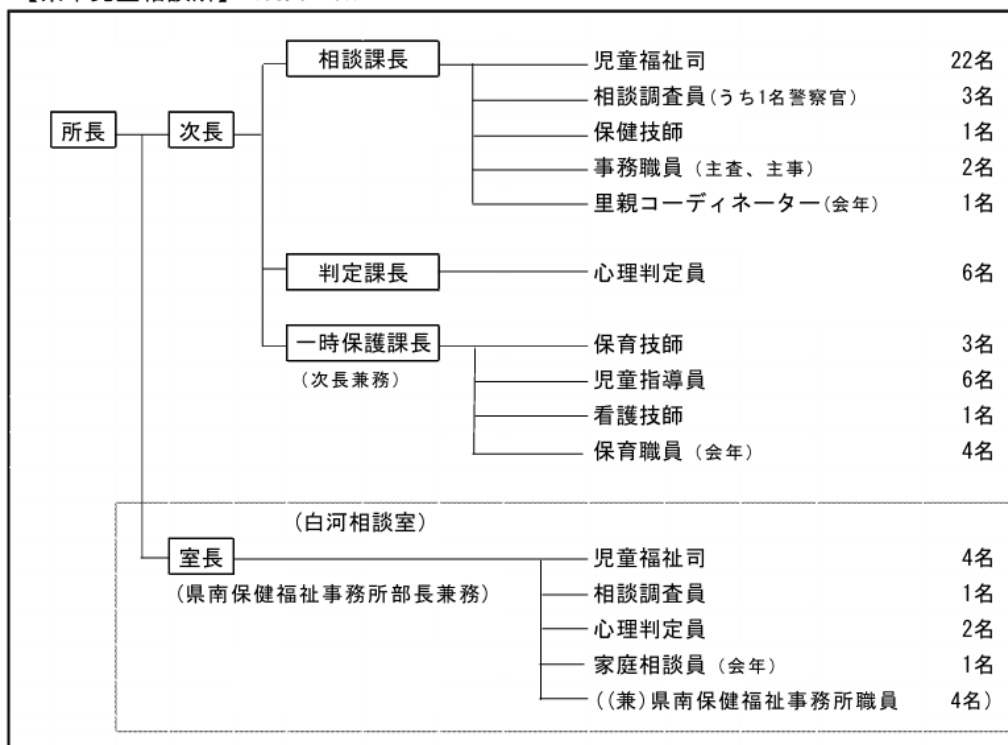 相談課長 児童福祉司 22名
相談調査員(うち1名警察官) 3名
所長 次長 保健技師 1名
事務職員 (主査、主事) 2名
里親コーディネーター(会年) 1名
判定課長 心理判定員 6名
一時保護課長 保育技師 3名
(次長兼務) 児童指導員 6名
看護技師 1名
保育職員 (会年) 4名
(白河相談室)
室長 児童福祉司 4名
(県南保健福祉事務所部長兼務) 相談調査員 1名
心理判定員 2名
家庭相談員 (会年) 1名
((兼)県南保健福祉事務所職員 4名)